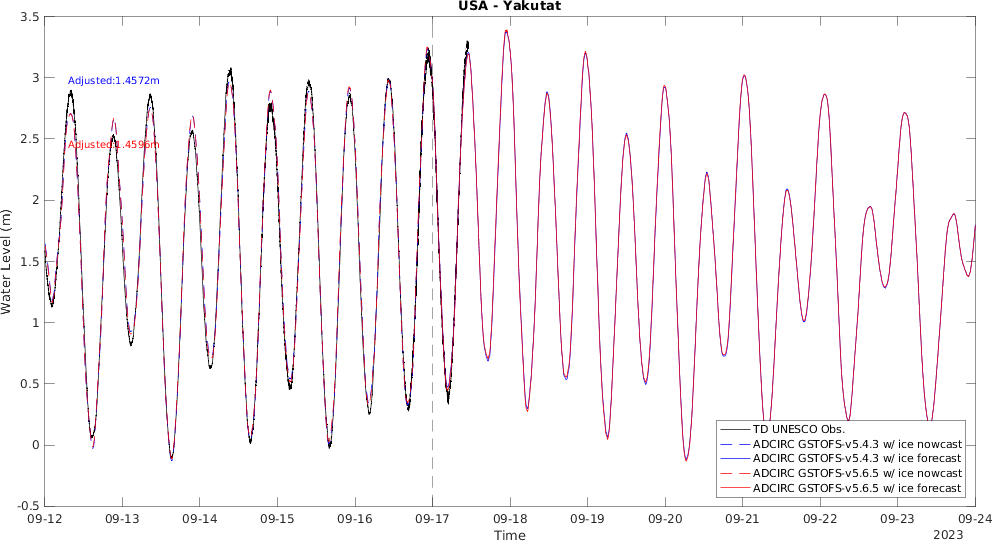 USA - Yakutat
3.5
3
2.5
2
1.5
1
0.5
0
-0.5
Water Level (m)
Adjusted:1.4572m
Adjusted:1.4596m
TD UNESCO Obs.
ADCIRC GSTOFS-v5.4.3 w/ ice nowcast
ADCIRC GSTOFS-v5.4.3 w/ ice forecast
ADCIRC GSTOFS-v5.6.5 w/ ice nowcast
ADCIRC GSTOFS-v5.6.5 w/ ice forecast
09-12 09-13 09-14 09-15 09-16 09-17 09-18 09-19 09-20 09-21 09-22 09-23 09-24
Time
2023